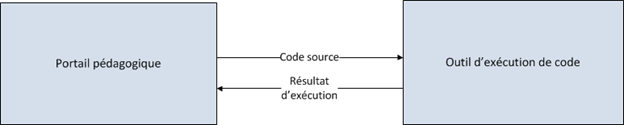 Portail pédagogique
Code source
Résultat
d'exécution
Outil d'exécution de code